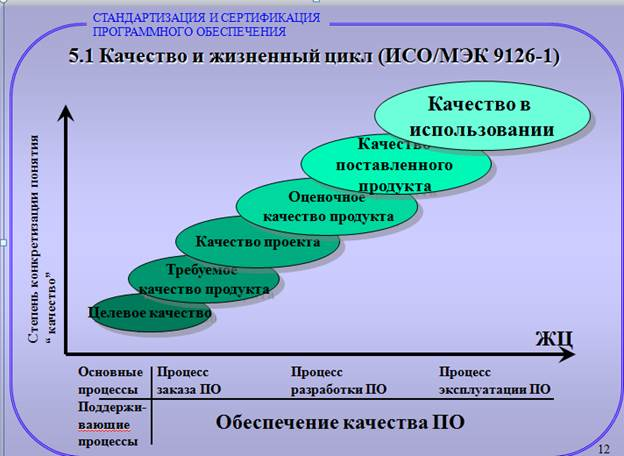 СТАНДАРТИЗАЦИЯ И СЕРТИФИКАЦИЯ
ПРОГРАММНОГО ОБЕСПЕЧЕНИЯ
5.1 Качество и жизненный цикл (ИСО/МЭК 9126-1)
Степень конкретизации понятия
“ качество”
Качество в
использовании
Качество
поставленного
продукта
Оценочное
качество продукта
Качество проекта
Требуемое
качество продукта
Целевое качество
ЖЦ
Основные
процессы
Процесс
заказа ПО
Процесс
разработки ПО
Процесс
эксплуатации ПО
Поддержи-
вающие
процессы
Обеспечение качества ПО
12